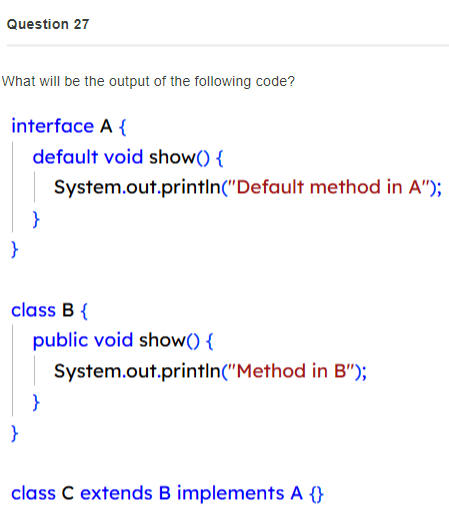 Question 27
What will be the output of the following code?
interface A {
default void show() {
System.out.println("Default method in A");
}
}
class B {
public void show() {
System.out.println("Method in B");
}
}
class C extends B implements A {}